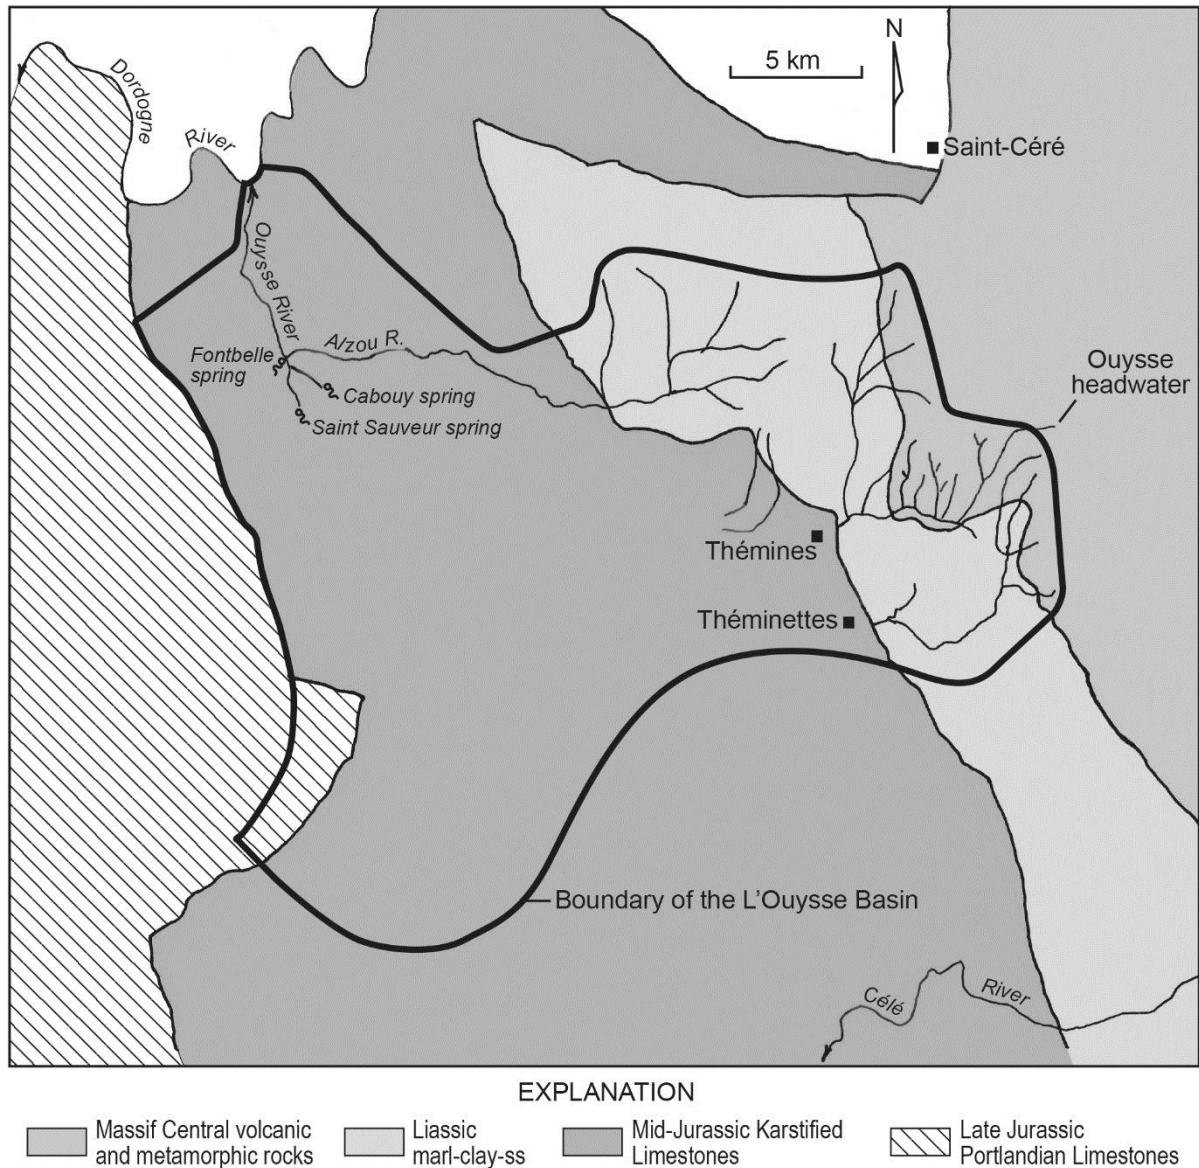 Dordogne
River
5 km
N
Saint-Céré
Ouysse River
Alzou R.
Fontbelle
spring
Cabouy spring
Saint Sauveur spring
Ouysse
headwater
Thémines
Théminettes
Boundary of the L'Ouysse Basin
Célé
River
EXPLANATION
Massif Central volcanic
and metamorphic rocks
Liassic
marl-clay-ss
Mid-Jurassic Karstified
Limestones
Late Jurassic
Portlandian Limestones